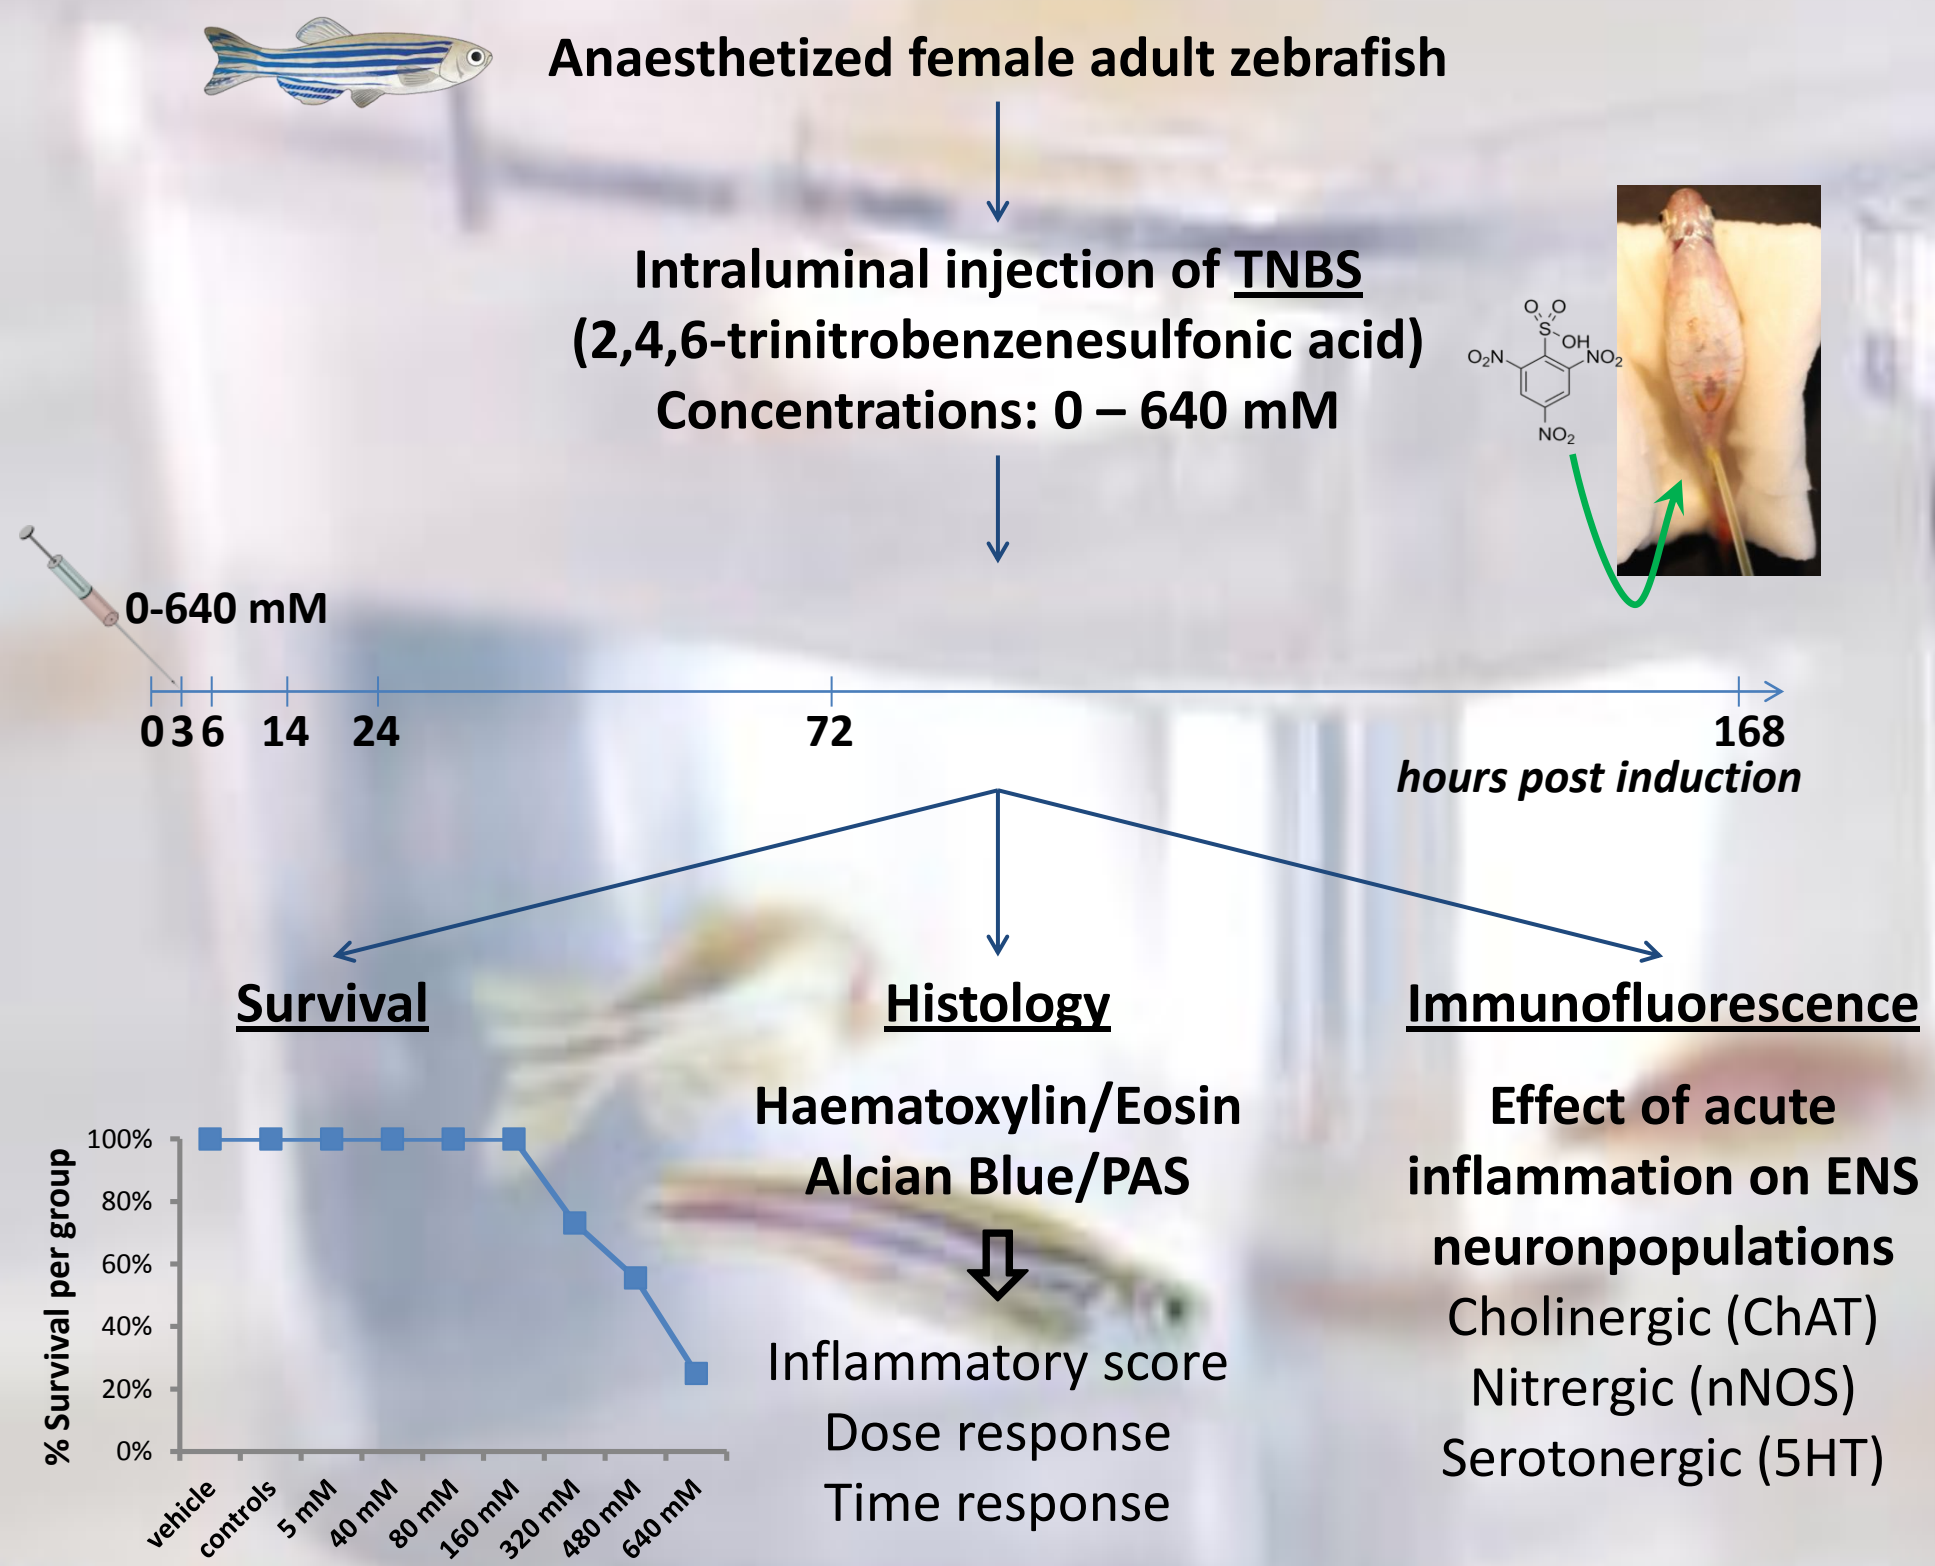 Anaesthetized female adult zebrafish
Intraluminal injection of TNBS
(2,4,6-trinitrobenzenesulfonic acid)
Concentrations: 0 – 640 mM
O O
S
OH
O₂N
NO₂
NO₂
0-640 mM
0 3 6 14 24 72 168
hours post induction
Survival
% Survival per group
100%
80%
60%
40%
20%
0%
vehicle
controls
5 mM
40 mM
80 mM
160 mM
320 mM
480 mM
640 mM
Histology
Haematoxylin/Eosin
Alcian Blue/PAS
Inflammatory score
Dose response
Time response
Immunofluorescence
Effect of acute
inflammation on ENS
neuronpopulations
Cholinergic (ChAT)
Nitrergic (nNOS)
Serotonergic (5HT)